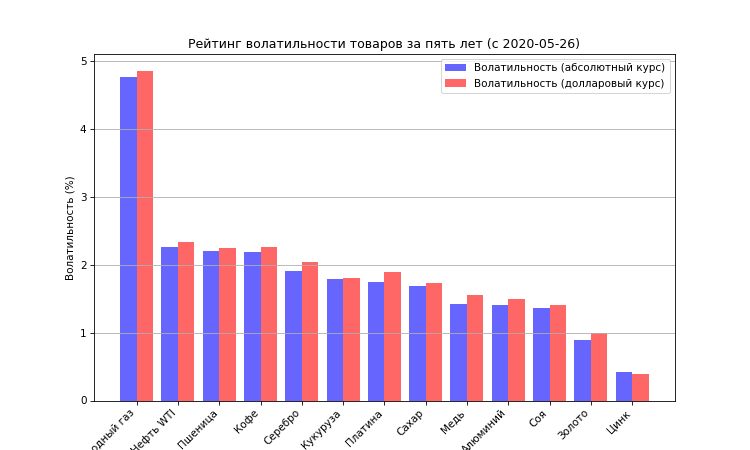 Рейтинг волатильности товаров за пять лет (с 2020-05-26)
Волатильность (абсолютный курс)
Волатильность (долларовый курс)
Волатильность (%)
5
4
3
2
1
0
одный газ
Нефть WTI
Пшеница
Кофе
Серебро
Кукуруза
Платина
Сахар
Медь
Алюминий
Соя
Золото
Цинк